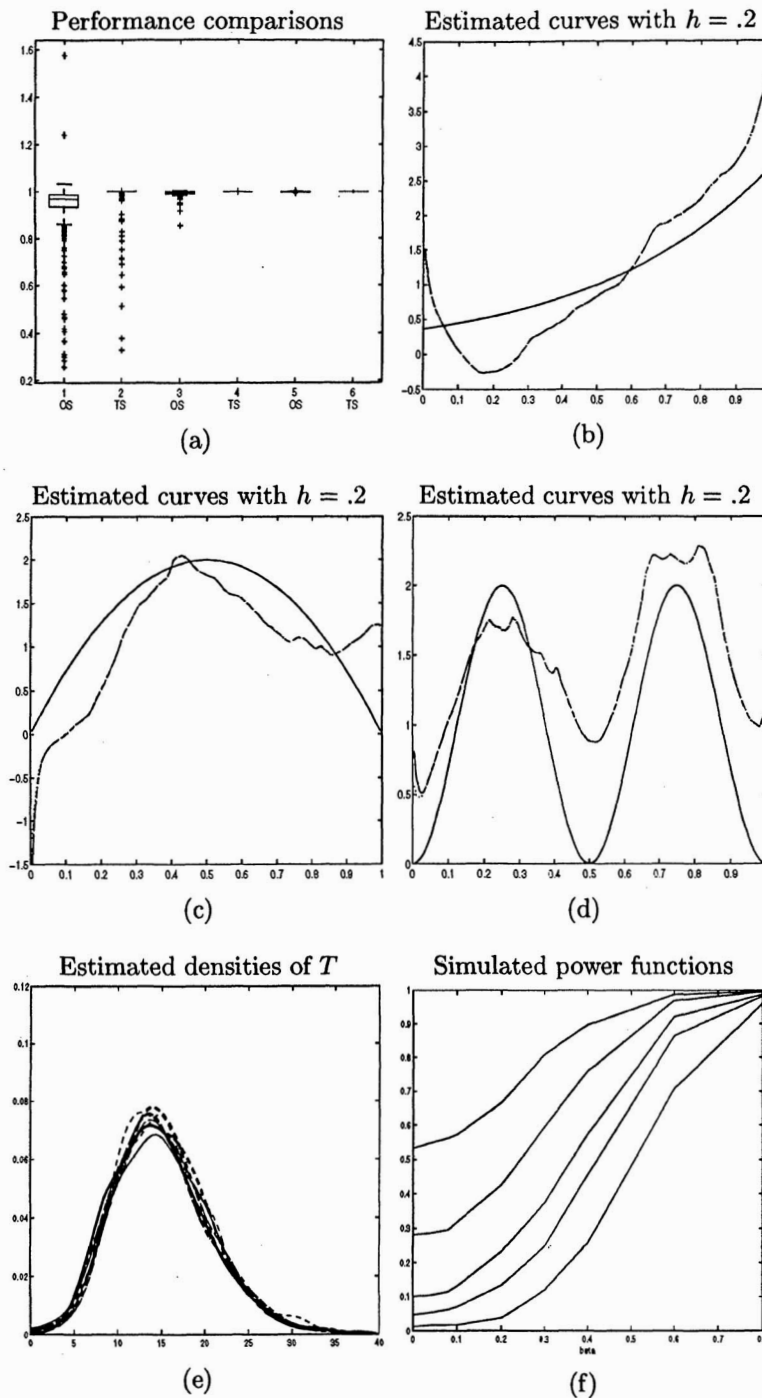 Performance comparisons
1.6
1.4
1.2
1
0.8
0.6
0.4
0.2
1 2 3 4 5 6
OS TS OS TS OS TS
(a)
Estimated curves with h = .2
4.5
4
3.5
3
2.5
2
1.5
1
0.5
0
-0.5
0 0.1 0.2 0.3 0.4 0.5 0.6 0.7 0.8 0.9
(b)
Estimated curves with h = .2
2.5
2
1.5
1
0.5
0
-0.5
-1
-1.5
0 0.1 0.2 0.3 0.4 0.5 0.6 0.7 0.8 0.9 1
(c)
Estimated curves with h = .2
2.5
2
1.5
1
0.5
0
0 0.1 0.2 0.3 0.4 0.5 0.6 0.7 0.8 0.9
(d)
Estimated densities of T
0.12
0.1
0.08
0.06
0.04
0.02
0
0 5 10 15 20 25 30 35 40
(e)
Simulated power functions
1
0.9
0.8
0.7
0.6
0.5
0.4
0.3
0.2
0.1
0
0 0.1 0.2 0.3 0.4 0.5 0.6 0.7 0.8
beta
(f)